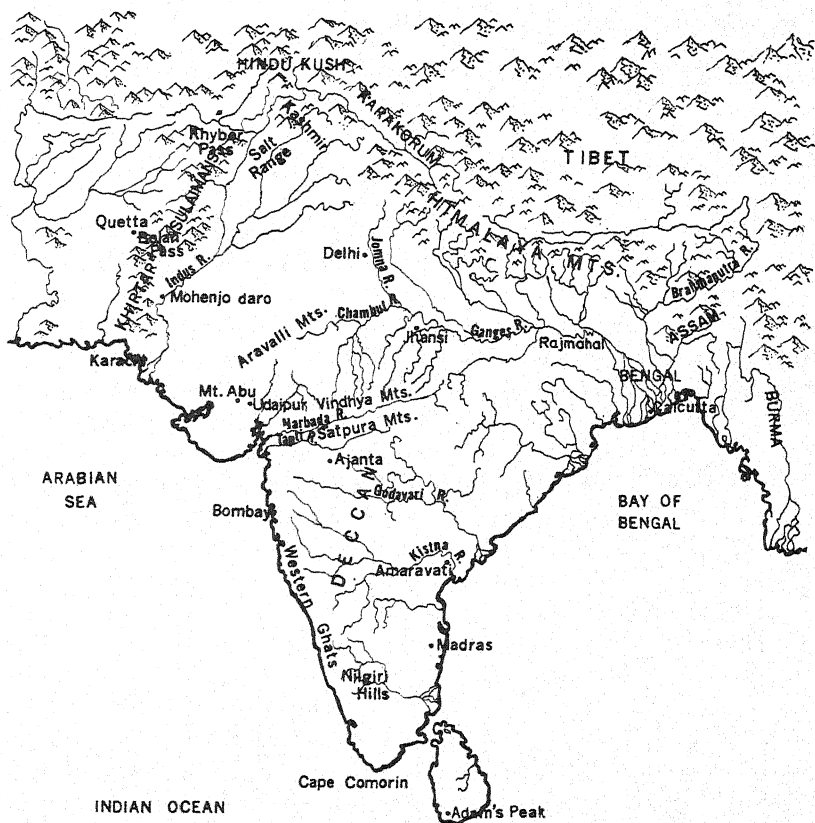 HINDU KUSH
KARAKORUM
Khyber
Pass
Kashmir
Salt
Range
TIBET
SULAIMANS
HIMALAYA MTS.
Quetta
Bolan
Pass
Delhi
Jomna R.
Indus R.
Brahmaputra R.
KHIRTAR
Mohenjo daro
Chambul R.
ASSAM
Aravalli Mts.
Jhansi
Ganges R.
Rajmahal
Karachi
BENGAL
Mt. Abu
Udaipur
Vindhya Mts.
Calcutta
BURMA
Narbada R.
Tapti R.
Satpura Mts.
Ajanta
ARABIAN
SEA
DECCAN
Godavari R.
BAY OF
BENGAL
Bombay
Kistna R.
Amaravati
Western Ghats
Madras
Nilgiri
Hills
Cape Comorin
INDIAN OCEAN
Adam's Peak